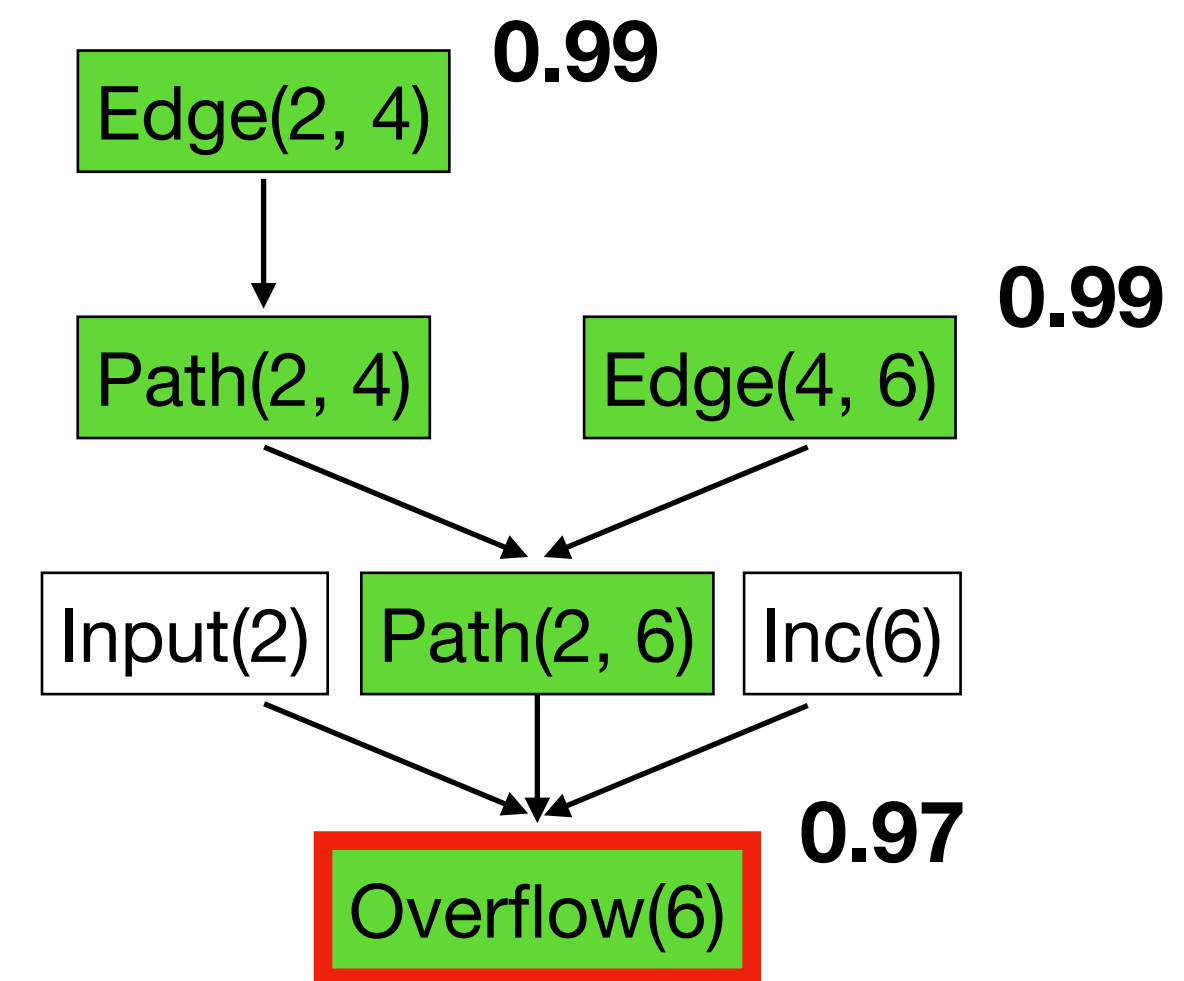 Edge(2, 4)
0.99
Path(2, 4)
Edge(4, 6)
0.99
Input(2)
Path(2, 6)
Inc(6)
Overflow(6)
0.97